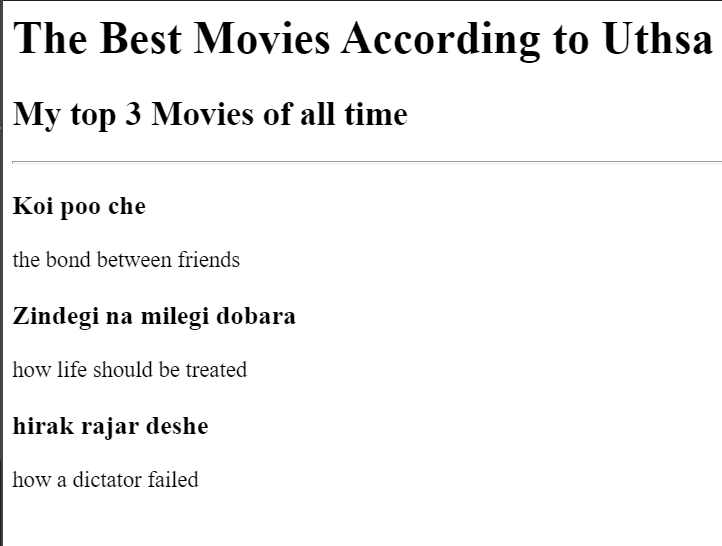 The Best Movies According to Uthsa
My top 3 Movies of all time
Koi poo che
the bond between friends
Zindegi na milegi dobara
how life should be treated
hirak rajar deshe
how a dictator failed